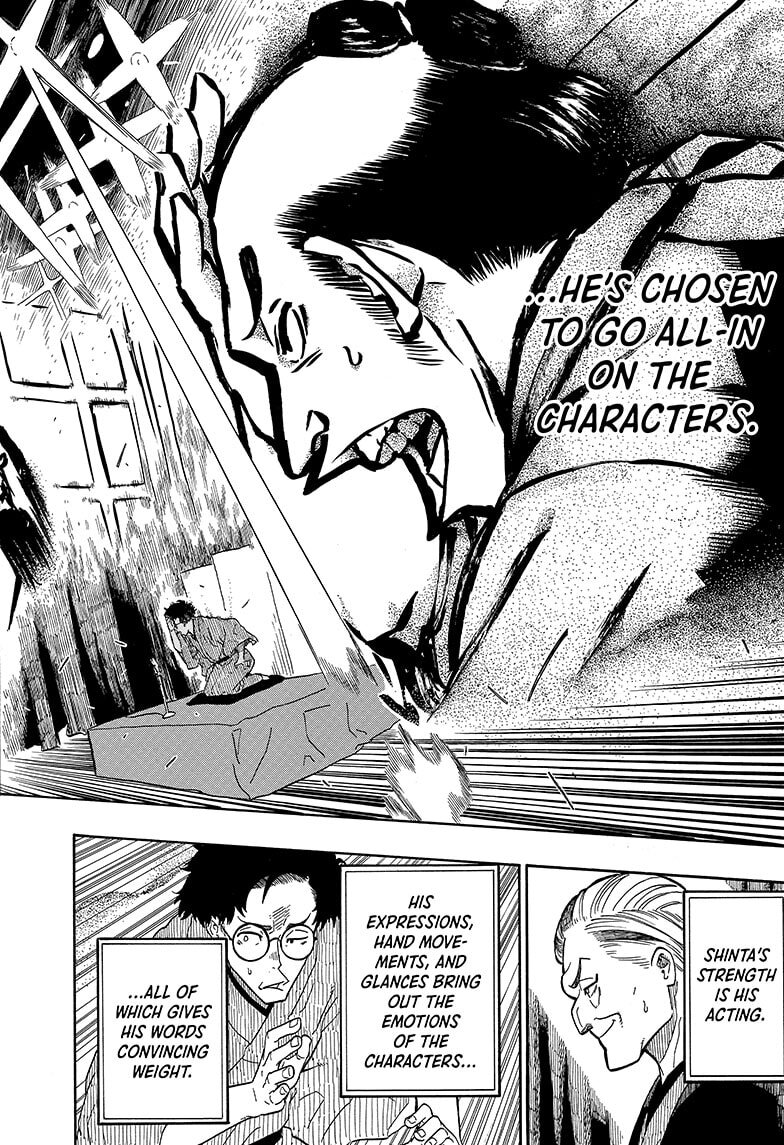 ...HE'S CHOSEN
TO GO ALL-IN
ON THE
CHARACTERS.
SHINTA'S
STRENGTH
IS HIS
ACTING.
HIS
EXPRESSIONS,
HAND MOVE-
MENTS, AND
GLANCES BRING
OUT THE
EMOTIONS
OF THE
CHARACTERS...
...ALL OF
WHICH GIVES
HIS WORDS
CONVINCING
WEIGHT.